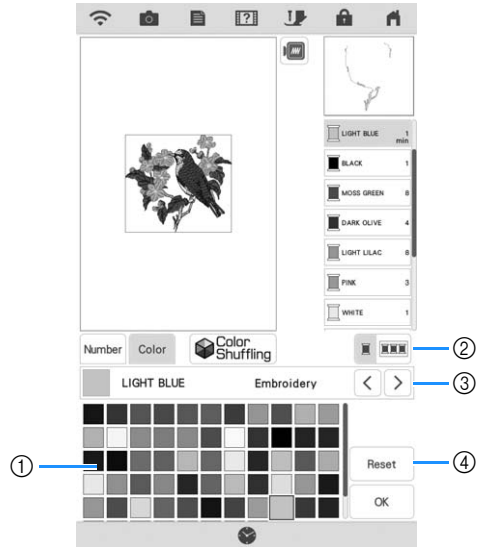 ?
LIGHT BLUE 1
min
BLACK 1
MOSS GREEN 8
DARK OLIVE 4
LIGHT LILAC 8
PINK 3
WHITE 1
Number Color Color
Shuffling
②
LIGHT BLUE Embroidery < > ③
①
Reset ④
OK